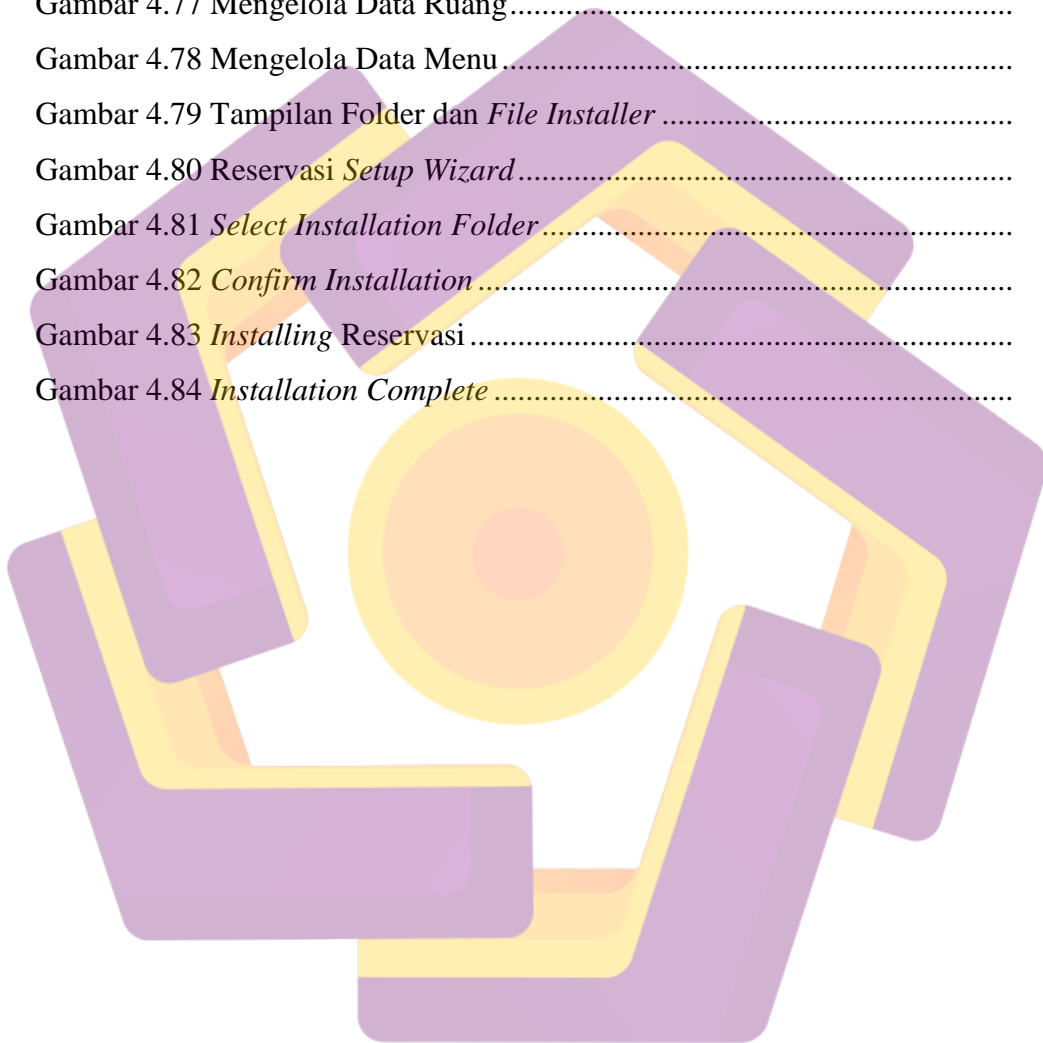 Gambar 4.77 Mengelola Data Ruang................................................................
Gambar 4.78 Mengelola Data Menu.................................................................
Gambar 4.79 Tampilan Folder dan File Installer.............................................
Gambar 4.80 Reservasi Setup Wizard...............................................................
Gambar 4.81 Select Installation Folder............................................................
Gambar 4.82 Confirm Installation....................................................................
Gambar 4.83 Installing Reservasi.....................................................................
Gambar 4.84 Installation Complete..................................................................